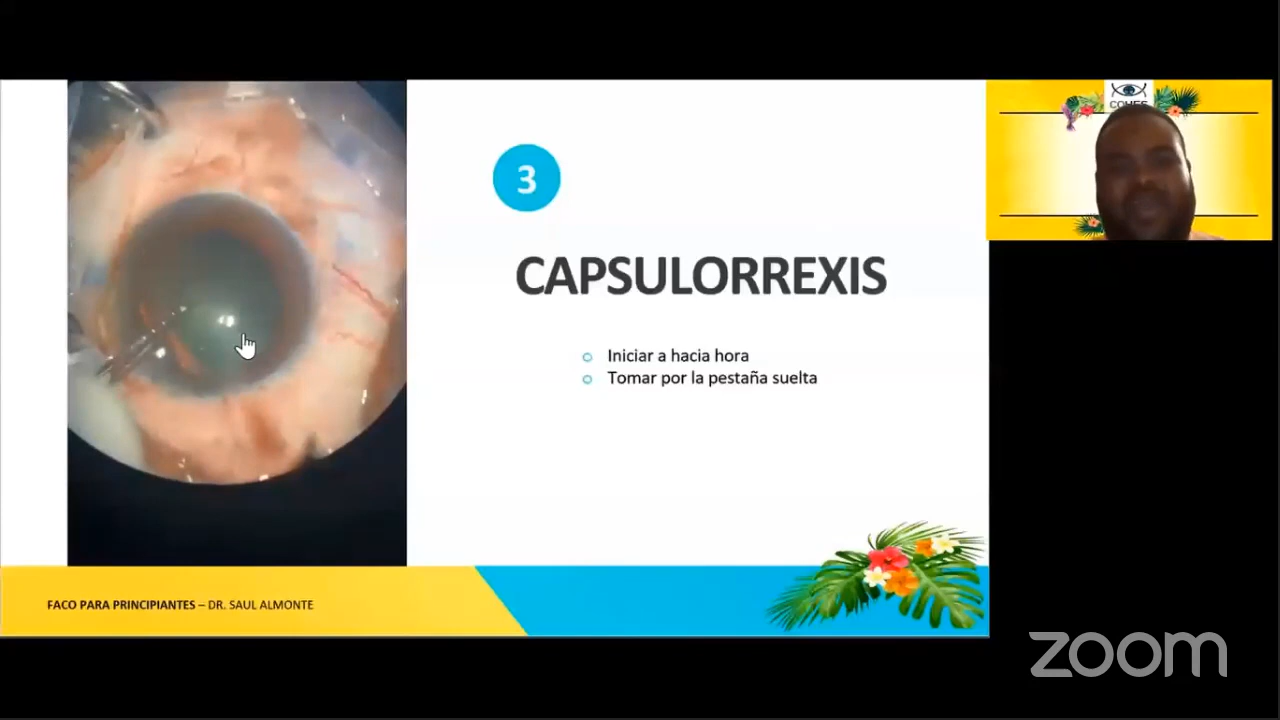 3
CAPSULORREXIS
Iniciar a hacia hora
Tomar por la pestaña suelta
FACO PARA PRINCIPIANTES – DR. SAUL ALMONTE
zoom